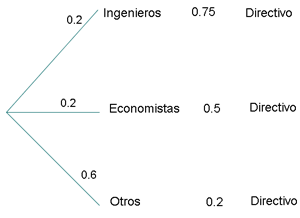 Ingenieros 0.75 Directivo
0.2
0.2 Economistas 0.5 Directivo
0.6
Otros 0.2 Directivo